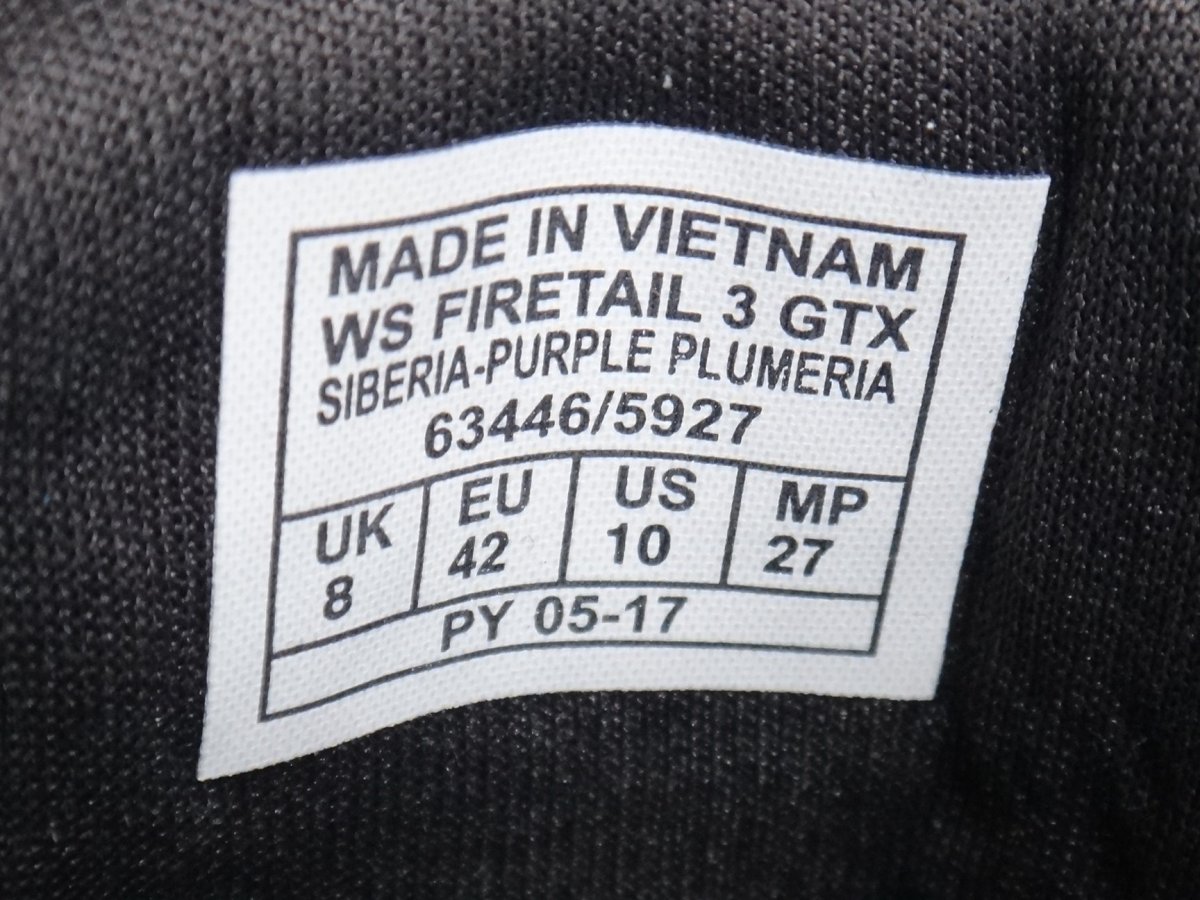 MADE IN VIETNAM
WS FIRETAIL 3 GTX
SIBERIA-PURPLE PLUMERIA
63446/5927
UK EU US MP
8 42 10 27
PY 05-17